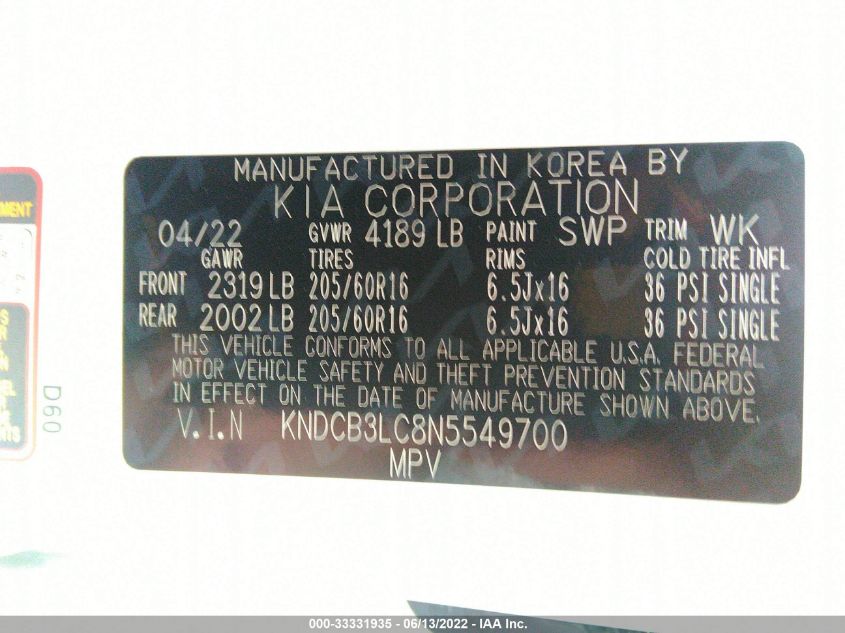 MANUFACTURED IN KOREA BY
KIA CORPORATION
04/22 GVWR 4189 LB PAINT SWP TRIM WK
GAWR TIRES RIMS COLD TIRE INFL
FRONT 2319 LB 205/60R16 6.5Jx16 36 PSI SINGLE
REAR 2002 LB 205/60R16 6.5Jx16 36 PSI SINGLE
THIS VEHICLE CONFORMS TO ALL APPLICABLE U.S.A. FEDERAL
MOTOR VEHICLE SAFETY AND THEFT PREVENTION STANDARDS
IN EFFECT ON THE DATE OF MANUFACTURE SHOWN ABOVE.
V.I.N KNDCB3LC8N5549700
MPV
D60
000-33331935 - 06/13/2022 - IAA Inc.